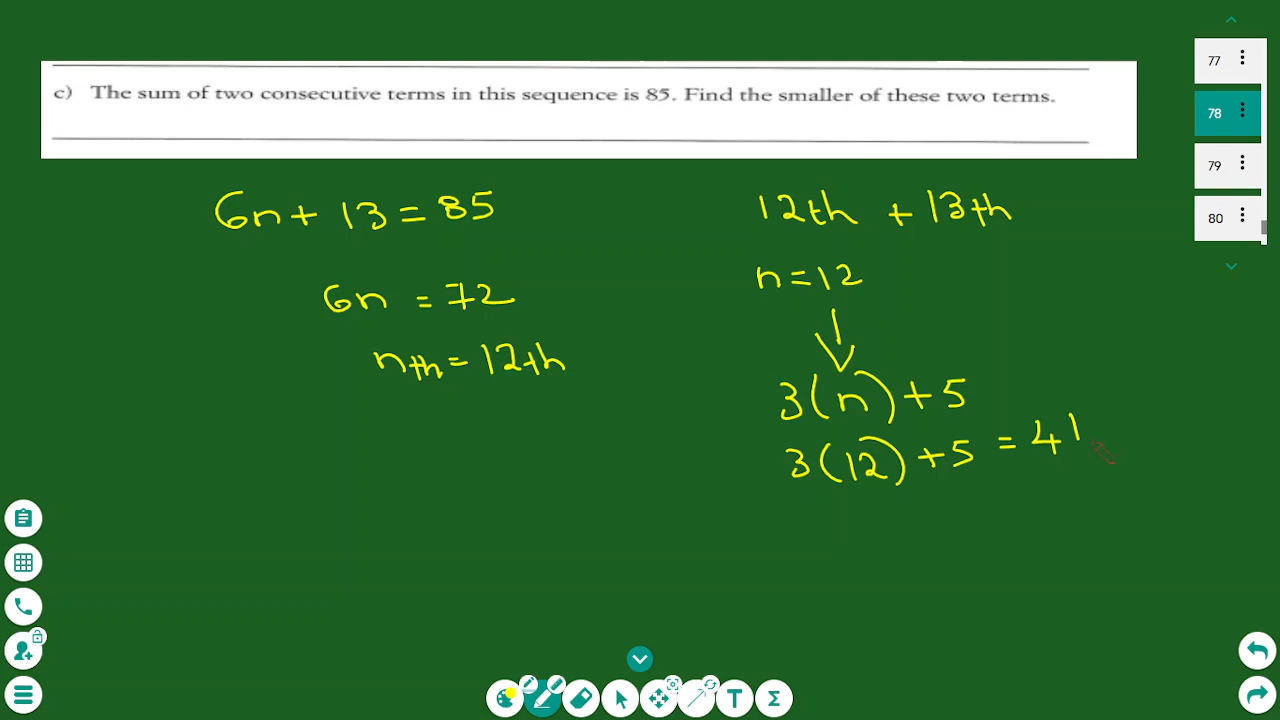 c) The sum of two consecutive terms in this sequence is 85. Find the smaller of these two terms.
6n + 13 = 85
6n = 72
nth = 12th
12th + 13th
n = 12
3(n) + 5
3(12) + 5 = 41
77
78
79
80
T
Σ